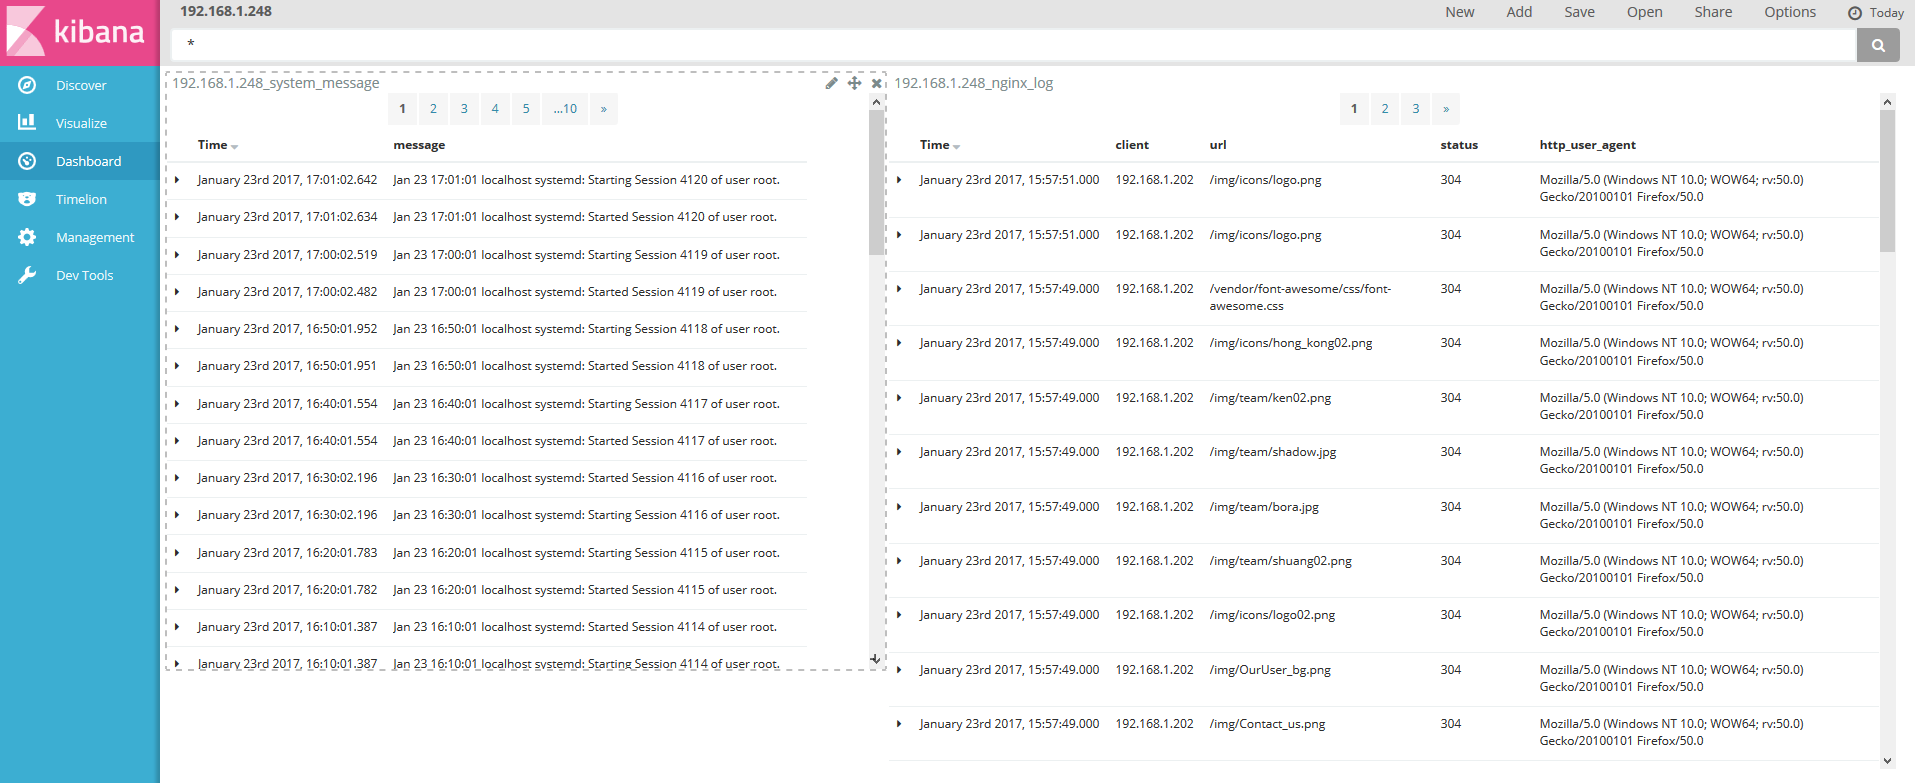 kibana
192.168.1.248
New Add Save Open Share Options Today
*
Discover
Visualize
Dashboard
Timelion
Management
Dev Tools
192.168.1.248_system_message
1 2 3 4 5 ...10 »
Time message
January 23rd 2017, 17:01:02.642 Jan 23 17:01:01 localhost systemd: Starting Session 4120 of user root.
January 23rd 2017, 17:01:02.634 Jan 23 17:01:01 localhost systemd: Started Session 4120 of user root.
January 23rd 2017, 17:00:02.519 Jan 23 17:00:01 localhost systemd: Starting Session 4119 of user root.
January 23rd 2017, 17:00:02.482 Jan 23 17:00:01 localhost systemd: Started Session 4119 of user root.
January 23rd 2017, 16:50:01.952 Jan 23 16:50:01 localhost systemd: Starting Session 4118 of user root.
January 23rd 2017, 16:50:01.951 Jan 23 16:50:01 localhost systemd: Started Session 4118 of user root.
January 23rd 2017, 16:40:01.554 Jan 23 16:40:01 localhost systemd: Starting Session 4117 of user root.
January 23rd 2017, 16:40:01.554 Jan 23 16:40:01 localhost systemd: Started Session 4117 of user root.
January 23rd 2017, 16:30:02.196 Jan 23 16:30:01 localhost systemd: Starting Session 4116 of user root.
January 23rd 2017, 16:30:02.196 Jan 23 16:30:01 localhost systemd: Started Session 4116 of user root.
January 23rd 2017, 16:20:01.783 Jan 23 16:20:01 localhost systemd: Starting Session 4115 of user root.
January 23rd 2017, 16:20:01.782 Jan 23 16:20:01 localhost systemd: Started Session 4115 of user root.
January 23rd 2017, 16:10:01.387 Jan 23 16:10:01 localhost systemd: Started Session 4114 of user root.
January 23rd 2017, 16:10:01.387 Jan 23 16:10:01 localhost systemd: Starting Session 4114 of user root.
192.168.1.248_nginx_log
1 2 3 »
Time client url status http_user_agent
January 23rd 2017, 15:57:51.000 192.168.1.202 /img/icons/logo.png 304 Mozilla/5.0 (Windows NT 10.0; WOW64; rv:50.0)
Gecko/20100101 Firefox/50.0
January 23rd 2017, 15:57:51.000 192.168.1.202 /img/icons/logo.png 304 Mozilla/5.0 (Windows NT 10.0; WOW64; rv:50.0)
Gecko/20100101 Firefox/50.0
January 23rd 2017, 15:57:49.000 192.168.1.202 /vendor/font-awesome/css/font- 304 Mozilla/5.0 (Windows NT 10.0; WOW64; rv:50.0)
awesome.css Gecko/20100101 Firefox/50.0
January 23rd 2017, 15:57:49.000 192.168.1.202 /img/icons/hong_kong02.png 304 Mozilla/5.0 (Windows NT 10.0; WOW64; rv:50.0)
Gecko/20100101 Firefox/50.0
January 23rd 2017, 15:57:49.000 192.168.1.202 /img/team/ken02.png 304 Mozilla/5.0 (Windows NT 10.0; WOW64; rv:50.0)
Gecko/20100101 Firefox/50.0
January 23rd 2017, 15:57:49.000 192.168.1.202 /img/team/shadow.jpg 304 Mozilla/5.0 (Windows NT 10.0; WOW64; rv:50.0)
Gecko/20100101 Firefox/50.0
January 23rd 2017, 15:57:49.000 192.168.1.202 /img/team/bora.jpg 304 Mozilla/5.0 (Windows NT 10.0; WOW64; rv:50.0)
Gecko/20100101 Firefox/50.0
January 23rd 2017, 15:57:49.000 192.168.1.202 /img/team/shuang02.png 304 Mozilla/5.0 (Windows NT 10.0; WOW64; rv:50.0)
Gecko/20100101 Firefox/50.0
January 23rd 2017, 15:57:49.000 192.168.1.202 /img/icons/logo02.png 304 Mozilla/5.0 (Windows NT 10.0; WOW64; rv:50.0)
Gecko/20100101 Firefox/50.0
January 23rd 2017, 15:57:49.000 192.168.1.202 /img/OurUser_bg.png 304 Mozilla/5.0 (Windows NT 10.0; WOW64; rv:50.0)
Gecko/20100101 Firefox/50.0
January 23rd 2017, 15:57:49.000 192.168.1.202 /img/Contact_us.png 304 Mozilla/5.0 (Windows NT 10.0; WOW64; rv:50.0)
Gecko/20100101 Firefox/50.0